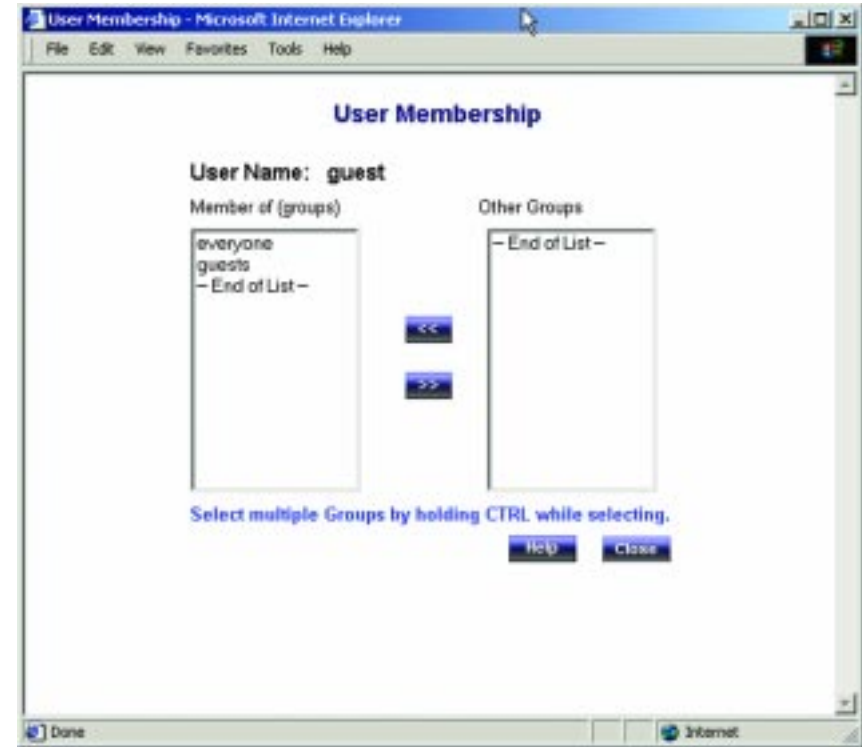 User Membership - Microsoft Internet Explorer
File Edit View Favorites Tools Help
User Membership
User Name: guest
Member of (groups)
Other Groups
everyone
guests
-- End of List --
-- End of List --
<<
>>
Select multiple Groups by holding CTRL while selecting.
Help
Close
Done
Internet